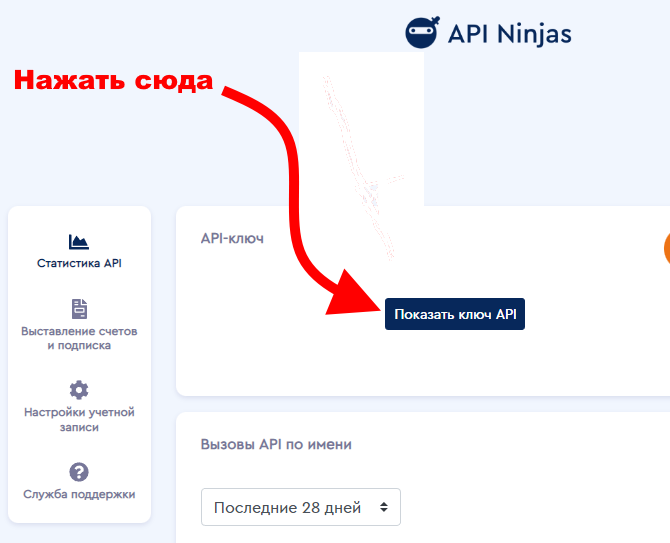 API Ninjas
Нажать сюда
Статистика API
Выставление счетов
и подписка
Настройки учетной
записи
Служба поддержки
API-ключ
Показать ключ API
Вызовы API по имени
Последние 28 дней